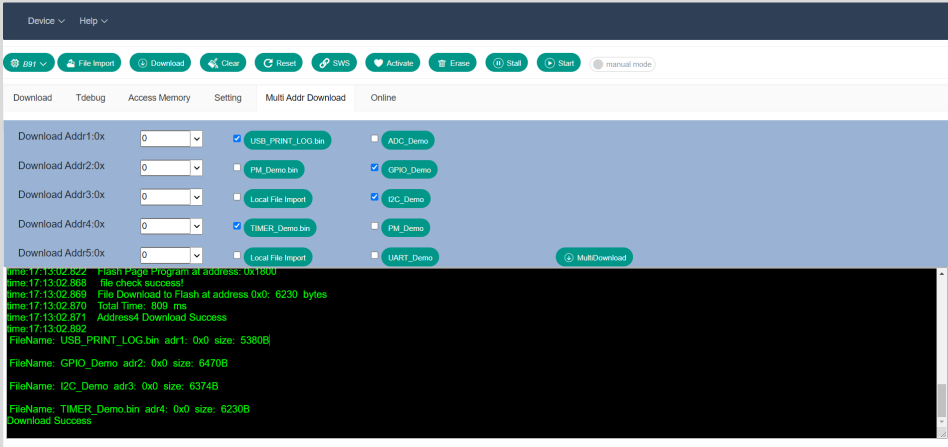 Device Help
B91 File Import Download Clear Reset SWS Activate Erase Stall Start manual mode
Download Tdebug Access Memory Setting Multi Addr Download Online
Download Addr1:0x 0 USB_PRINT_LOG.bin ADC_Demo
Download Addr2:0x 0 PM_Demo.bin GPIO_Demo
Download Addr3:0x 0 Local File Import I2C_Demo
Download Addr4:0x 0 TIMER_Demo.bin PM_Demo
Download Addr5:0x 0 Local File Import UART_Demo MultiDownload
time:17:13:02.822 Flash Page Program at address: 0x1800
time:17:13:02.868 file check success!
time:17:13:02.869 File Download to Flash at address 0x0: 6230 bytes
time:17:13:02.870 Total Time: 809 ms
time:17:13:02.871 Address4 Download Success
time:17:13:02.892
FileName: USB_PRINT_LOG.bin adr1: 0x0 size: 5380B
FileName: GPIO_Demo adr2: 0x0 size: 6470B
FileName: I2C_Demo adr3: 0x0 size: 6374B
FileName: TIMER_Demo.bin adr4: 0x0 size: 6230B
Download Success